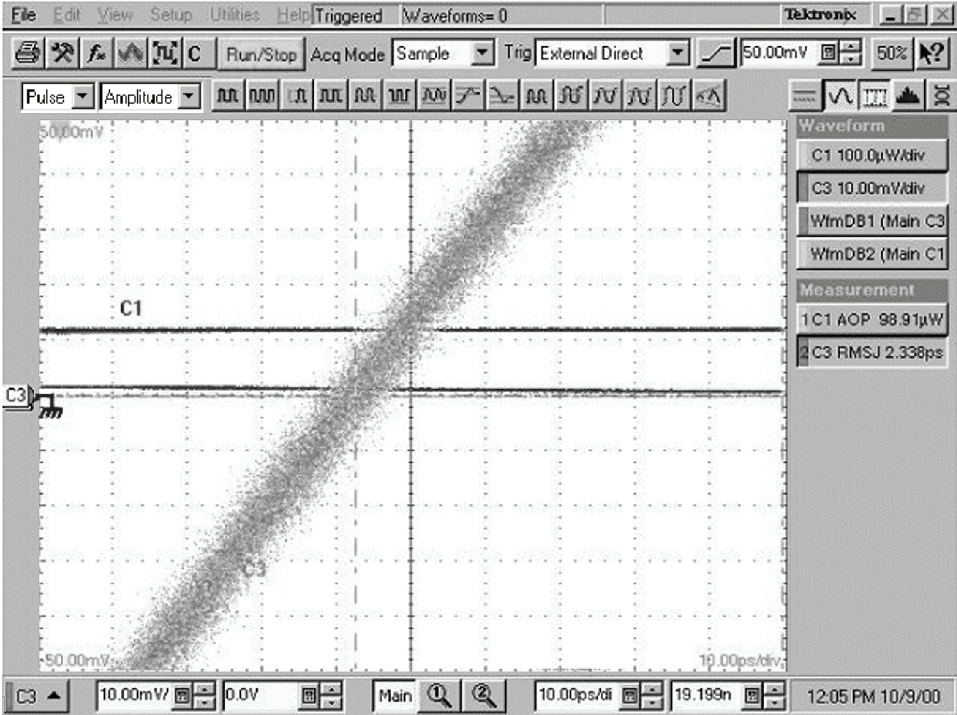 File Edit View Setup Utilities Help Triggered Waveforms= 0 Tektronix
C Run/Stop Acq Mode Sample Trig External Direct 50.00mV 50% ?
Pulse Amplitude
50.00mV
Waveform
C1 100.0µW/div
C3 10.00mV/div
WfmDB1 (Main C3
WfmDB2 (Main C1
Measurement
1 C1 AOP 98.91µW
2 C3 RMSJ 2.338ps
C1
C3
C3
-50.00mV
10.00ps/div
C3 10.00mV/ 0.0V Main 1 2 10.00ps/di 19.199n 12:05 PM 10/9/00